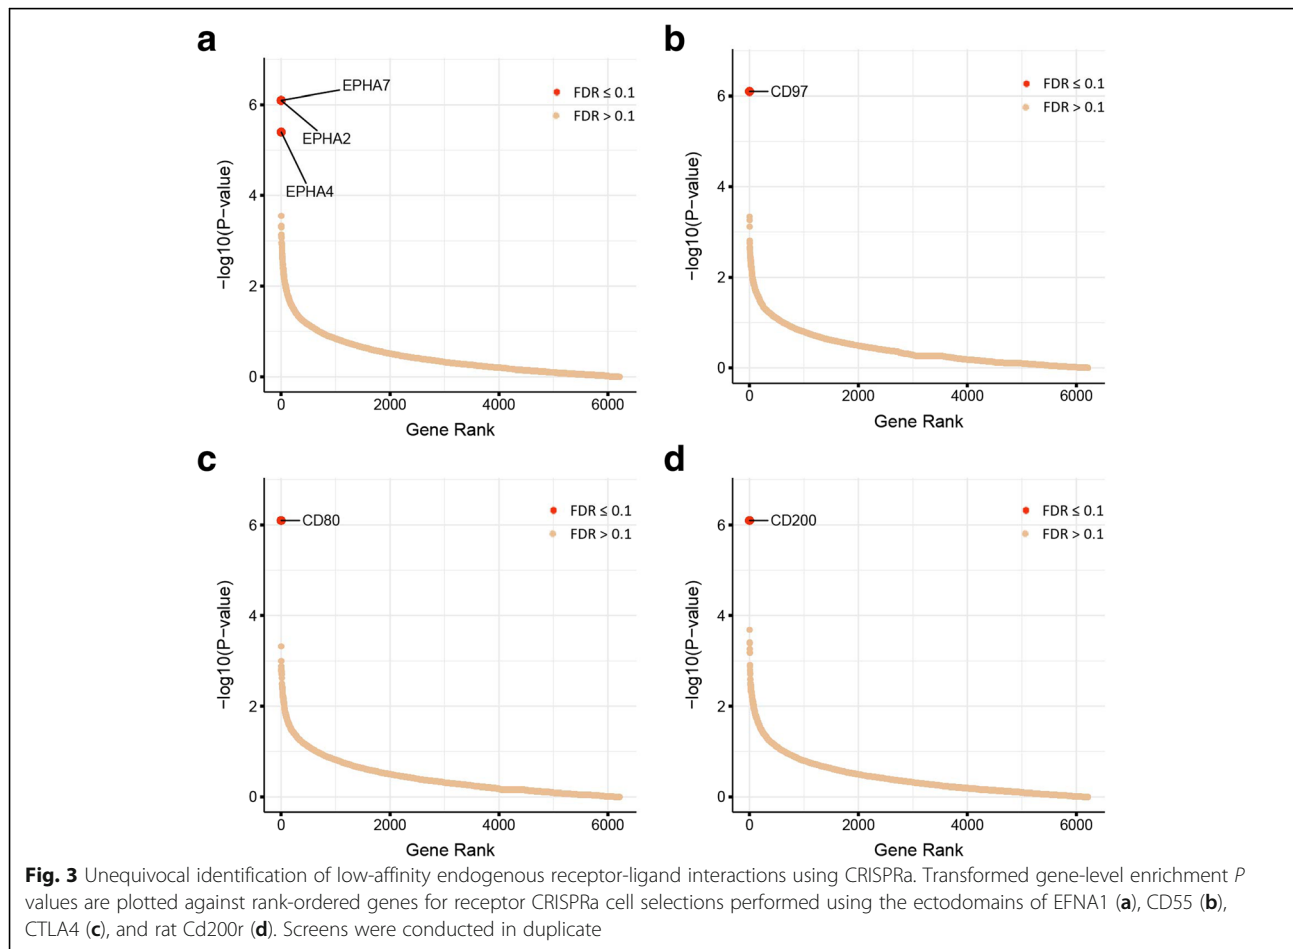 a
EPHA7
EPHA2
EPHA4
FDR ≤ 0.1
FDR > 0.1
−log10(P−value)
6
4
2
0
0 2000 4000 6000
Gene Rank
b
CD97
FDR ≤ 0.1
FDR > 0.1
−log10(P−value)
6
4
2
0
0 2000 4000 6000
Gene Rank
c
CD80
FDR ≤ 0.1
FDR > 0.1
−log10(P−value)
6
4
2
0
0 2000 4000 6000
Gene Rank
d
CD200
FDR ≤ 0.1
FDR > 0.1
−log10(P−value)
6
4
2
0
0 2000 4000 6000
Gene Rank
Fig. 3 Unequivocal identification of low-affinity endogenous receptor-ligand interactions using CRISPRa. Transformed gene-level enrichment P
values are plotted against rank-ordered genes for receptor CRISPRa cell selections performed using the ectodomains of EFNA1 (a), CD55 (b),
CTLA4 (c), and rat Cd200r (d). Screens were conducted in duplicate